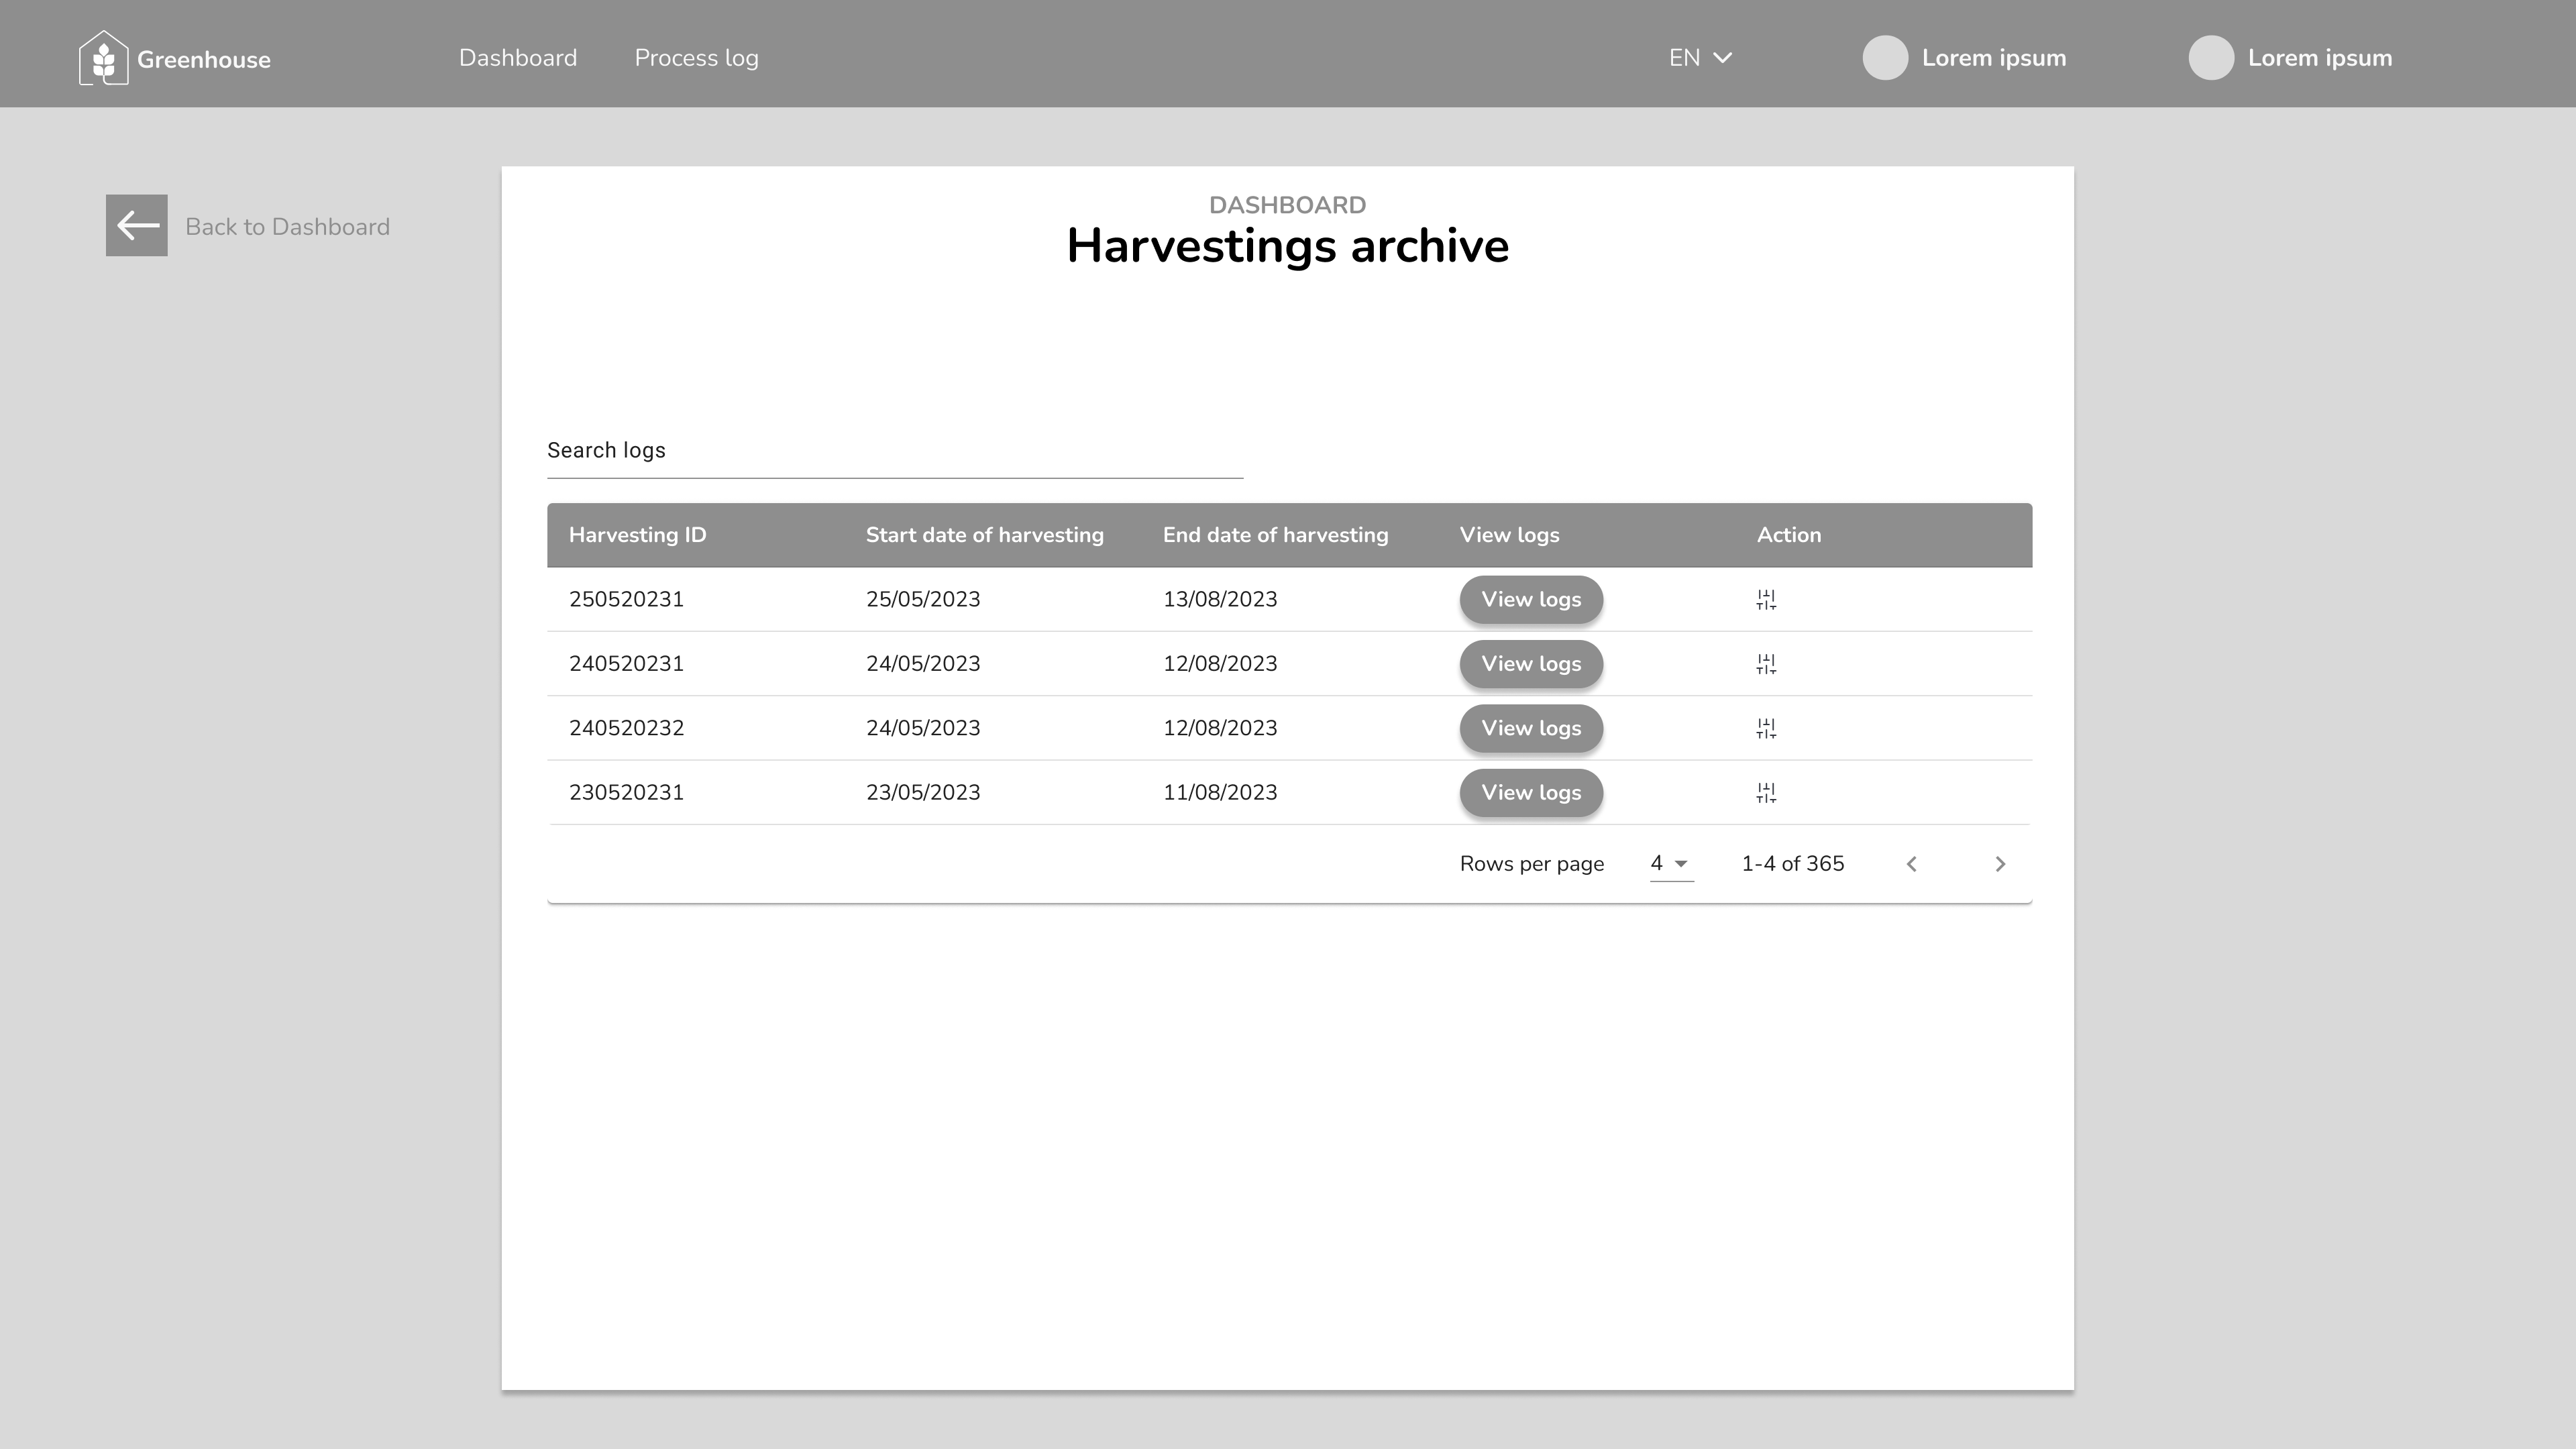 Greenhouse
Dashboard
Process log
EN
Lorem ipsum
Lorem ipsum
Back to Dashboard
DASHBOARD
Harvestings archive
Search logs
Harvesting ID Start date of harvesting End date of harvesting View logs Action
250520231 25/05/2023 13/08/2023 View logs
240520231 24/05/2023 12/08/2023 View logs
240520232 24/05/2023 12/08/2023 View logs
230520231 23/05/2023 11/08/2023 View logs
Rows per page 4 1-4 of 365